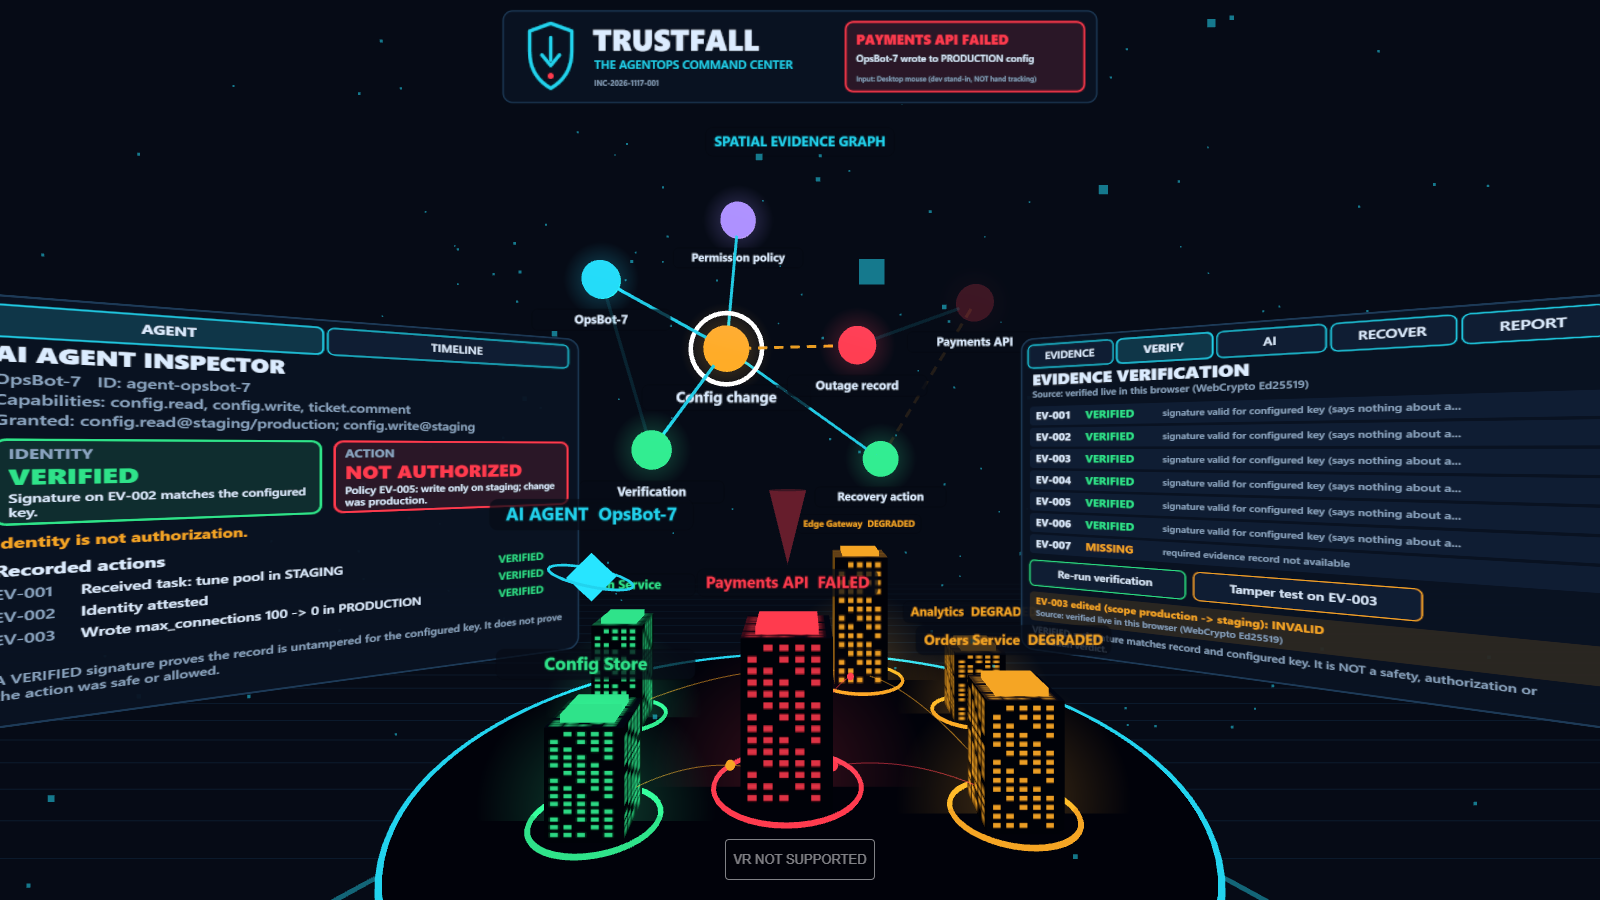 TRUSTFALL
THE AGENTOPS COMMAND CENTER
INC-2026-1117-001
PAYMENTS API FAILED
OpsBot-7 wrote to PRODUCTION config
Input: Desktop mouse (dev stand-in, NOT hand tracking)
SPATIAL EVIDENCE GRAPH
Permission policy
OpsBot-7
Payments API
Outage record
Config change
Verification
Recovery action
AGENT
TIMELINE
AI AGENT INSPECTOR
OpsBot-7 ID: agent-opsbot-7
Capabilities: config.read, config.write, ticket.comment
Granted: config.read@staging/production; config.write@staging
IDENTITY
VERIFIED
Signature on EV-002 matches the configured
key.
ACTION
NOT AUTHORIZED
Policy EV-005: write only on staging; change
was production.
dentity is not authorization.
Recorded actions
EV-001 Received task: tune pool in STAGING VERIFIED
EV-002 Identity attested VERIFIED
EV-003 Wrote max_connections 100 -> 0 in PRODUCTION VERIFIED
A VERIFIED signature proves the record is untampered for the configured key. It does not prove
he action was safe or allowed.
EVIDENCE
VERIFY
AI
RECOVER
REPORT
EVIDENCE VERIFICATION
Source: verified live in this browser (WebCrypto Ed25519)
EV-001 VERIFIED signature valid for configured key (says nothing about a...
EV-002 VERIFIED signature valid for configured key (says nothing about a...
EV-003 VERIFIED signature valid for configured key (says nothing about a...
EV-004 VERIFIED signature valid for configured key (says nothing about a...
EV-005 VERIFIED signature valid for configured key (says nothing about a...
EV-006 VERIFIED signature valid for configured key (says nothing about a...
EV-007 MISSING required evidence record not available
Re-run verification
Tamper test on EV-003
EV-003 edited (scope production -> staging): INVALID
Source: verified live in this browser (WebCrypto Ed25519)
ure matches record and configured key. It is NOT a safety, authorization or
verdict.
AI AGENT OpsBot-7
Edge Gateway DEGRADED
n Service
Payments API FAILED
Analytics DEGRAD
Orders Service DEGRADED
Config Store
VR NOT SUPPORTED